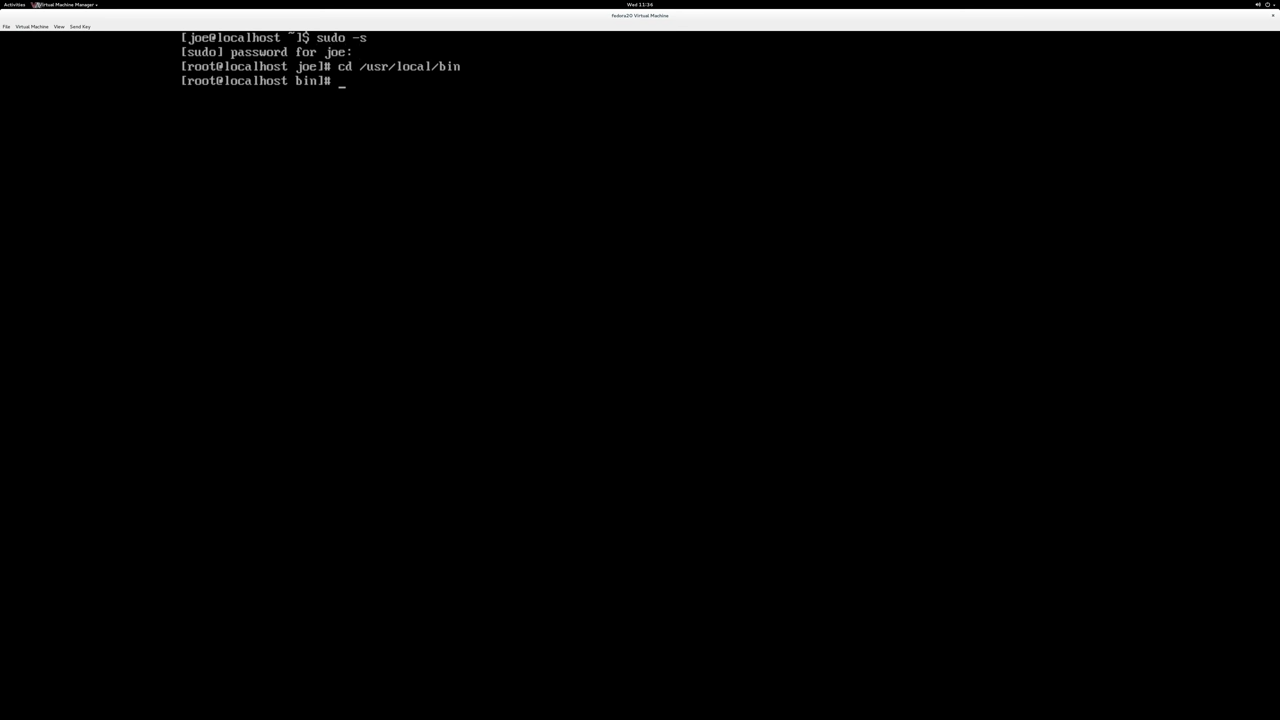 Activities Virtual Machine Manager Wed 11:36
Fedora20 Virtual Machine ×
File Virtual Machine View Send Key
[joe@localhost ~]$ sudo -s
[sudo] password for joe:
[root@localhost joe]# cd /usr/local/bin
[root@localhost bin]# _